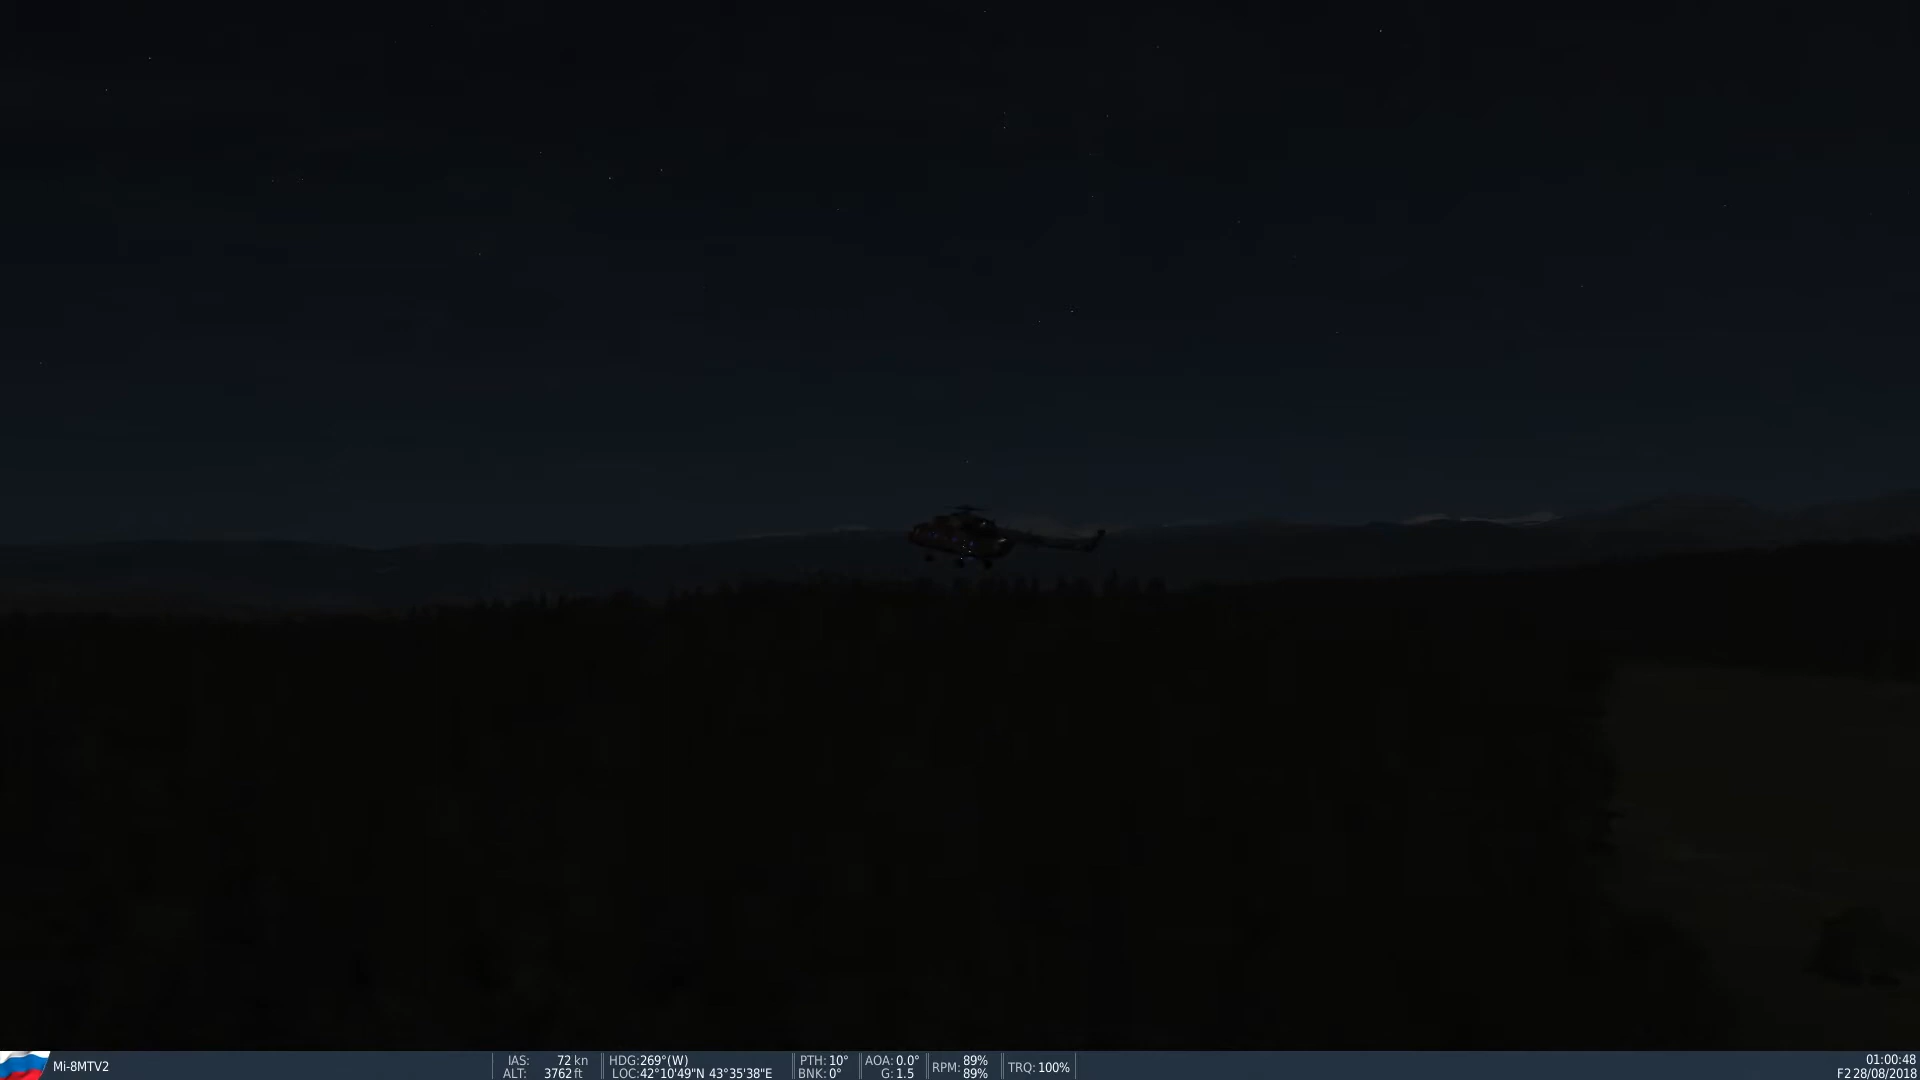 Mi-8MTV2
IAS: 72 kn
ALT: 3762 ft
HDG:269°(W)
LOC:42°10'49"N 43°35'38"E
PTH: 10°
BNK: 0°
AOA: 0.0°
G: 1.5
RPM: 89%
89%
TRQ: 100%
01:00:48
F2 28/08/2018